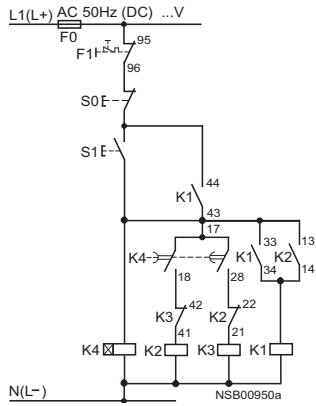 L1(L+) AC 50Hz (DC) ...V
F0
F1 95
96
S0
S1
K1 44
43
17
K4 K1 33 K2 13
34 14
18 28
K3 42 K2 22
41 21
K4 K2 K3 K1
N(L−) NSB00950a